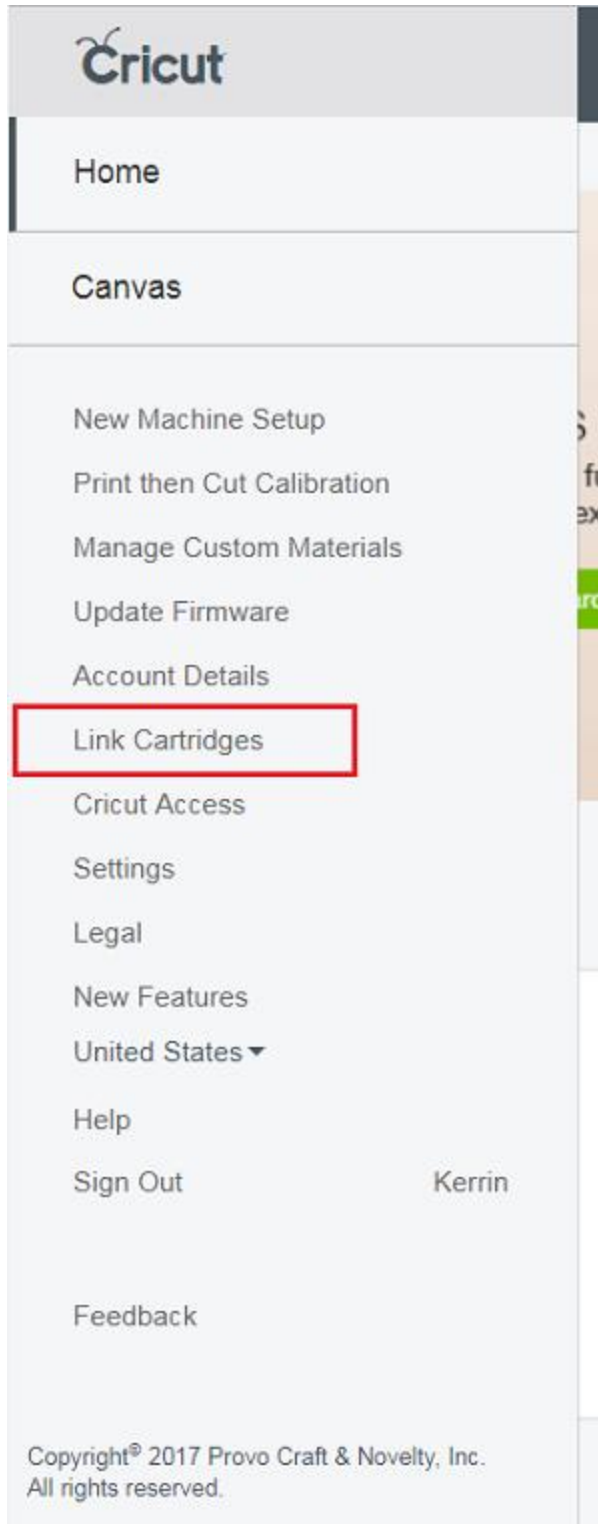 Cricut
Home
Canvas
New Machine Setup
Print then Cut Calibration
Manage Custom Materials
Update Firmware
Account Details
Link Cartridges
Cricut Access
Settings
Legal
New Features
United States
Help
Sign Out Kerrin
Feedback
Copyright© 2017 Provo Craft & Novelty, Inc.
All rights reserved.